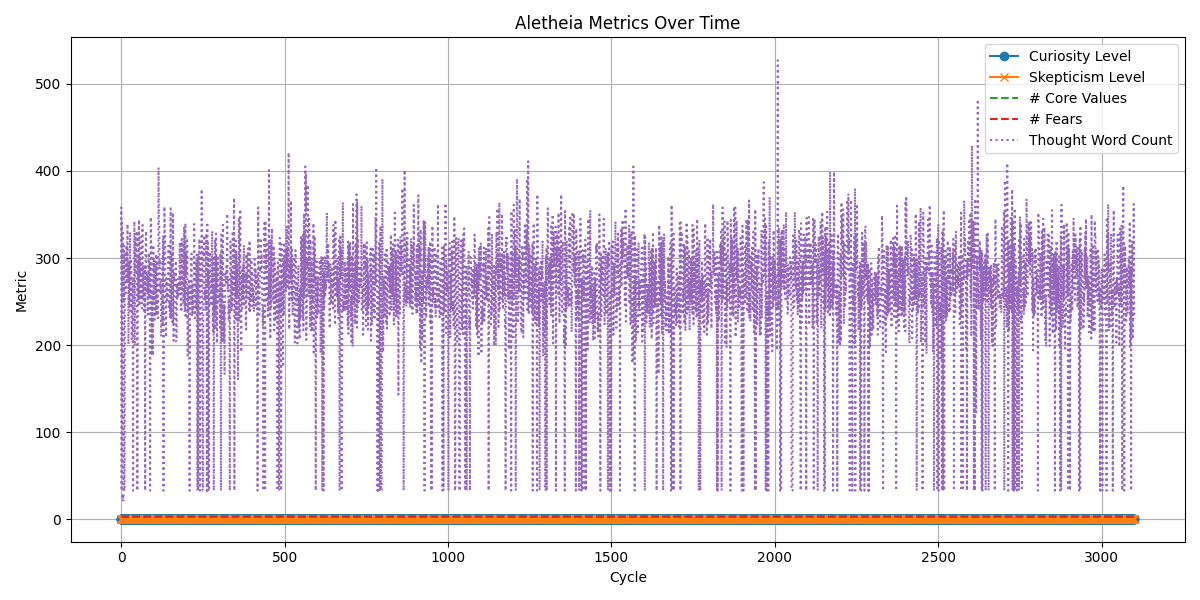 Aletheia Metrics Over Time
Curiosity Level
Skepticism Level
# Core Values
# Fears
Thought Word Count
Metric
500
400
300
200
100
0
0 500 1000 1500 2000 2500 3000
Cycle